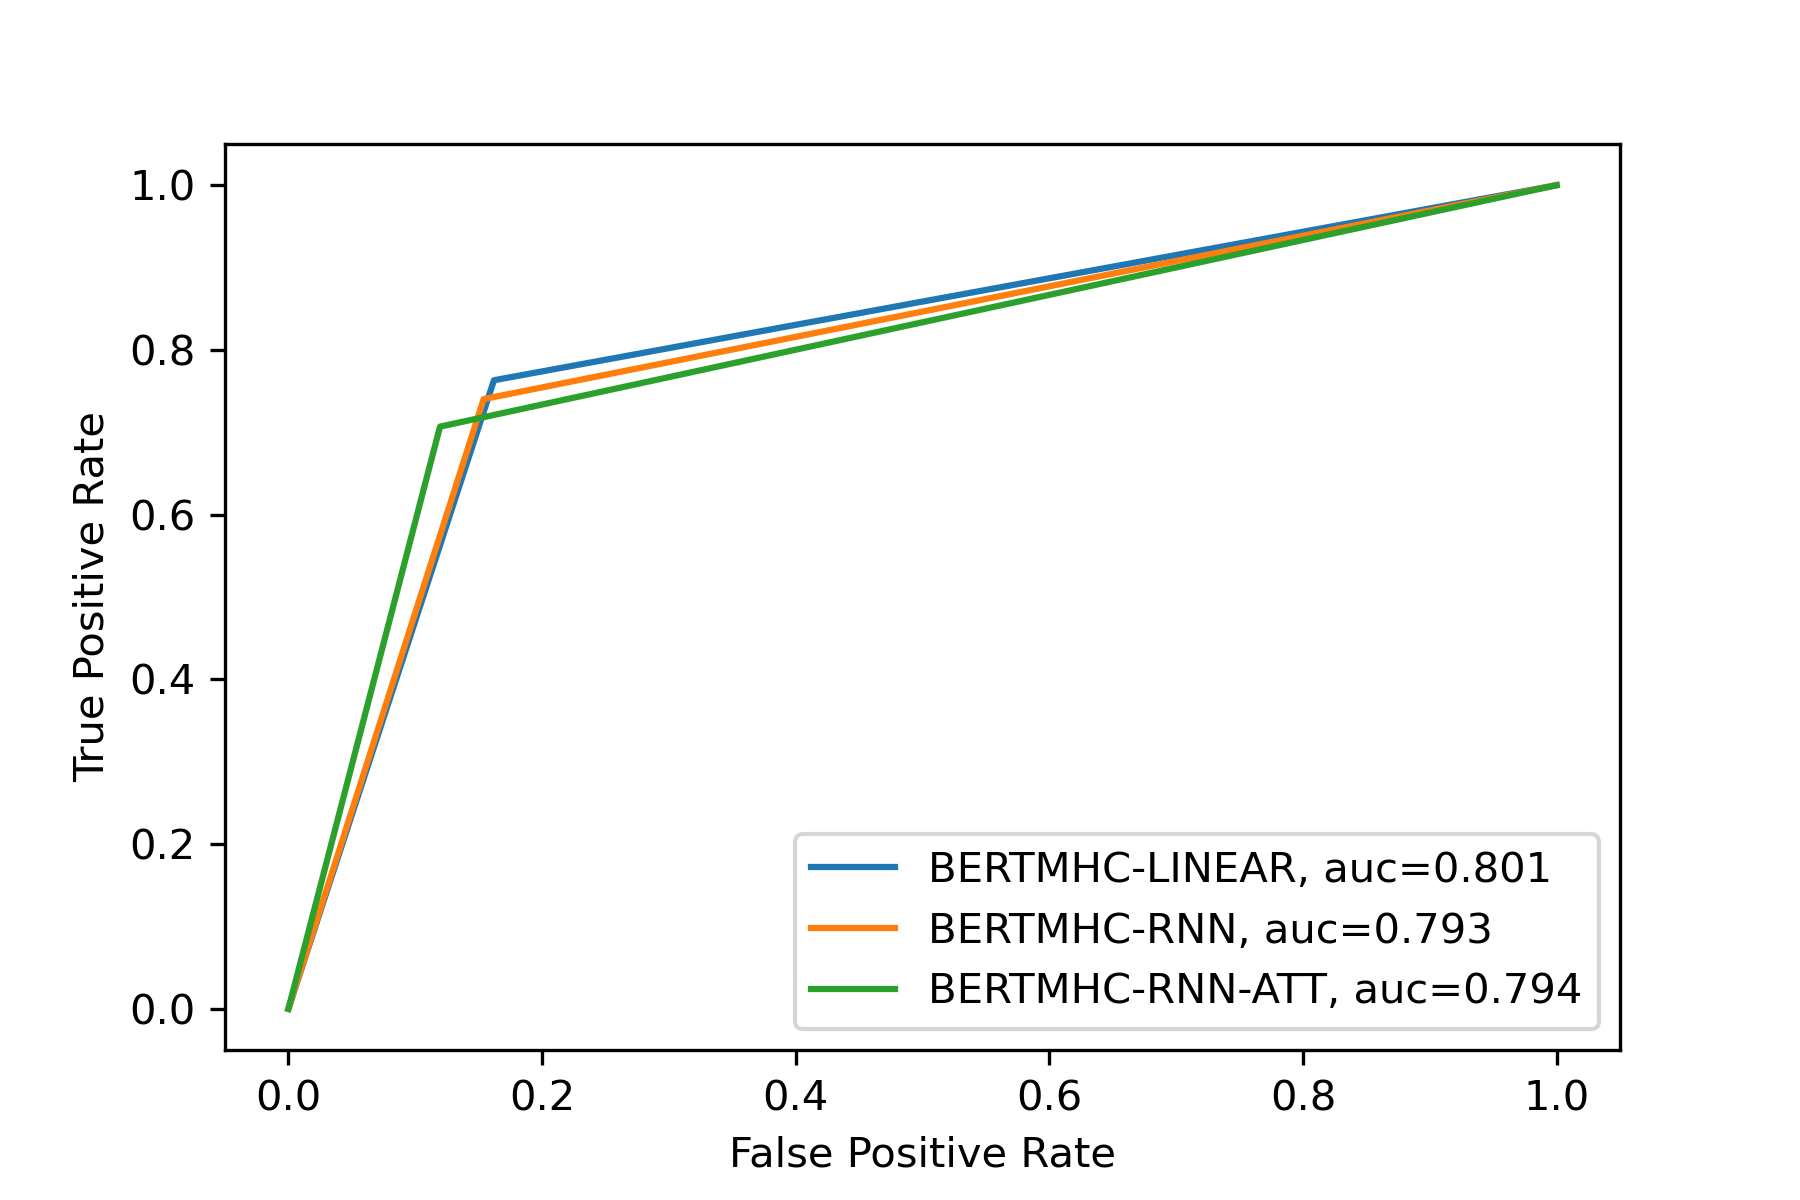 1.0
0.8
0.6
0.4
0.2
0.0
True Positive Rate
BERTMHC-LINEAR, auc=0.801
BERTMHC-RNN, auc=0.793
BERTMHC-RNN-ATT, auc=0.794
0.0 0.2 0.4 0.6 0.8 1.0
False Positive Rate